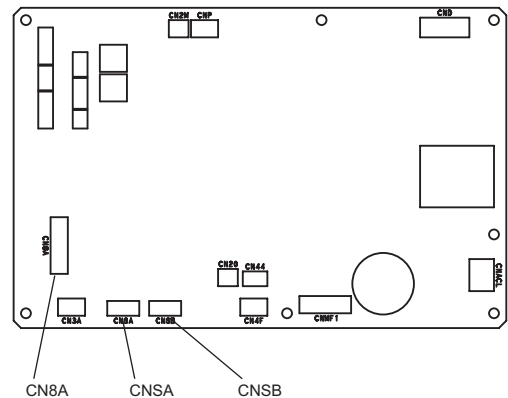 CN2M CNP
CND
CN8A
CN20 CN44
CNACL
CN3A CNSA CNSB CN4F CNMF1
CN8A CNSA CNSB